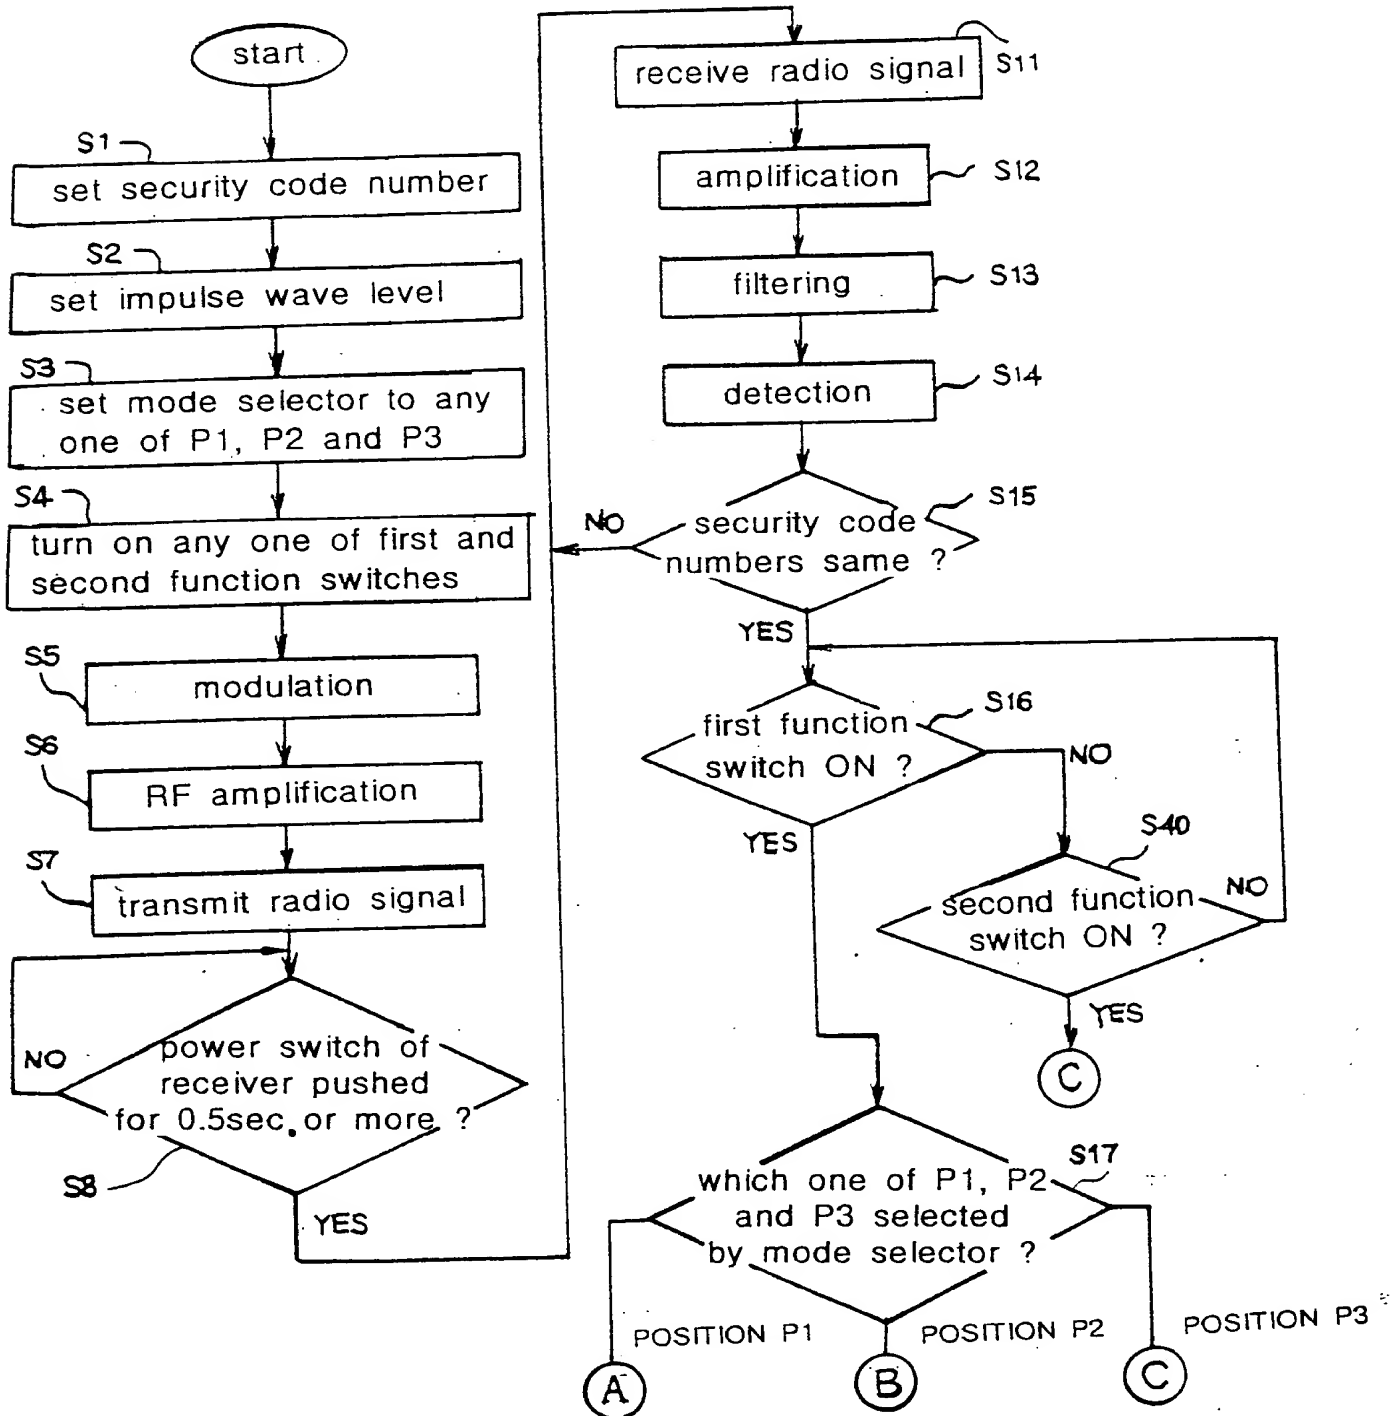 start
S1
set security code number
S2
set impulse wave level
S3
set mode selector to any
one of P1, P2 and P3
S4
turn on any one of first and
second function switches
S5
modulation
S6
RF amplification
S7
transmit radio signal
NO
power switch of
receiver pushed
for 0.5sec. or more ?
S8
YES
receive radio signal
S11
amplification
S12
filtering
S13
detection
S14
security code
numbers same ?
S15
NO
YES
first function
switch ON ?
S16
NO
YES
S40
second function
switch ON ?
NO
YES
C
which one of P1, P2
and P3 selected
by mode selector ?
S17
POSITION P1
POSITION P2
POSITION P3
A
B
C